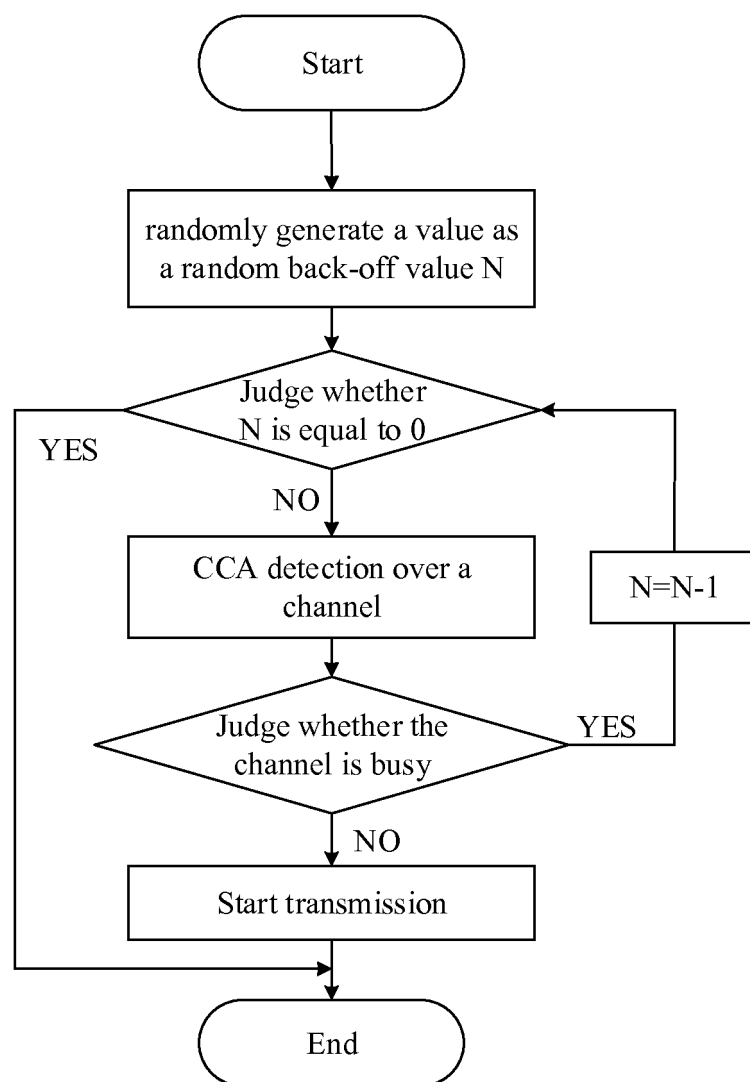 Start
randomly generate a value as
a random back-off value N
Judge whether
N is equal to 0
YES
NO
CCA detection over a
channel
N=N-1
Judge whether the
channel is busy
YES
NO
Start transmission
End